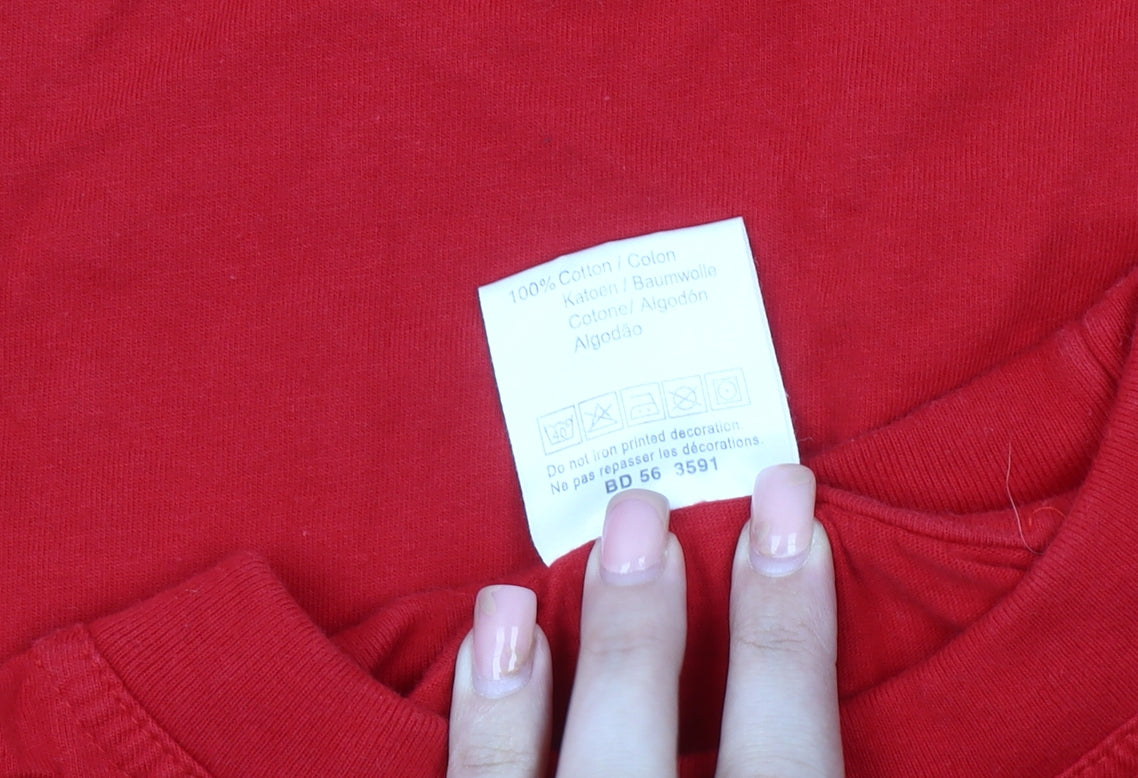 100% Cotton / Coton
Katoen / Baumwolle
Cotone/ Algodón
Algodão
40°
Do not iron printed decoration.
Ne pas repasser les décorations.
BD 56 3591